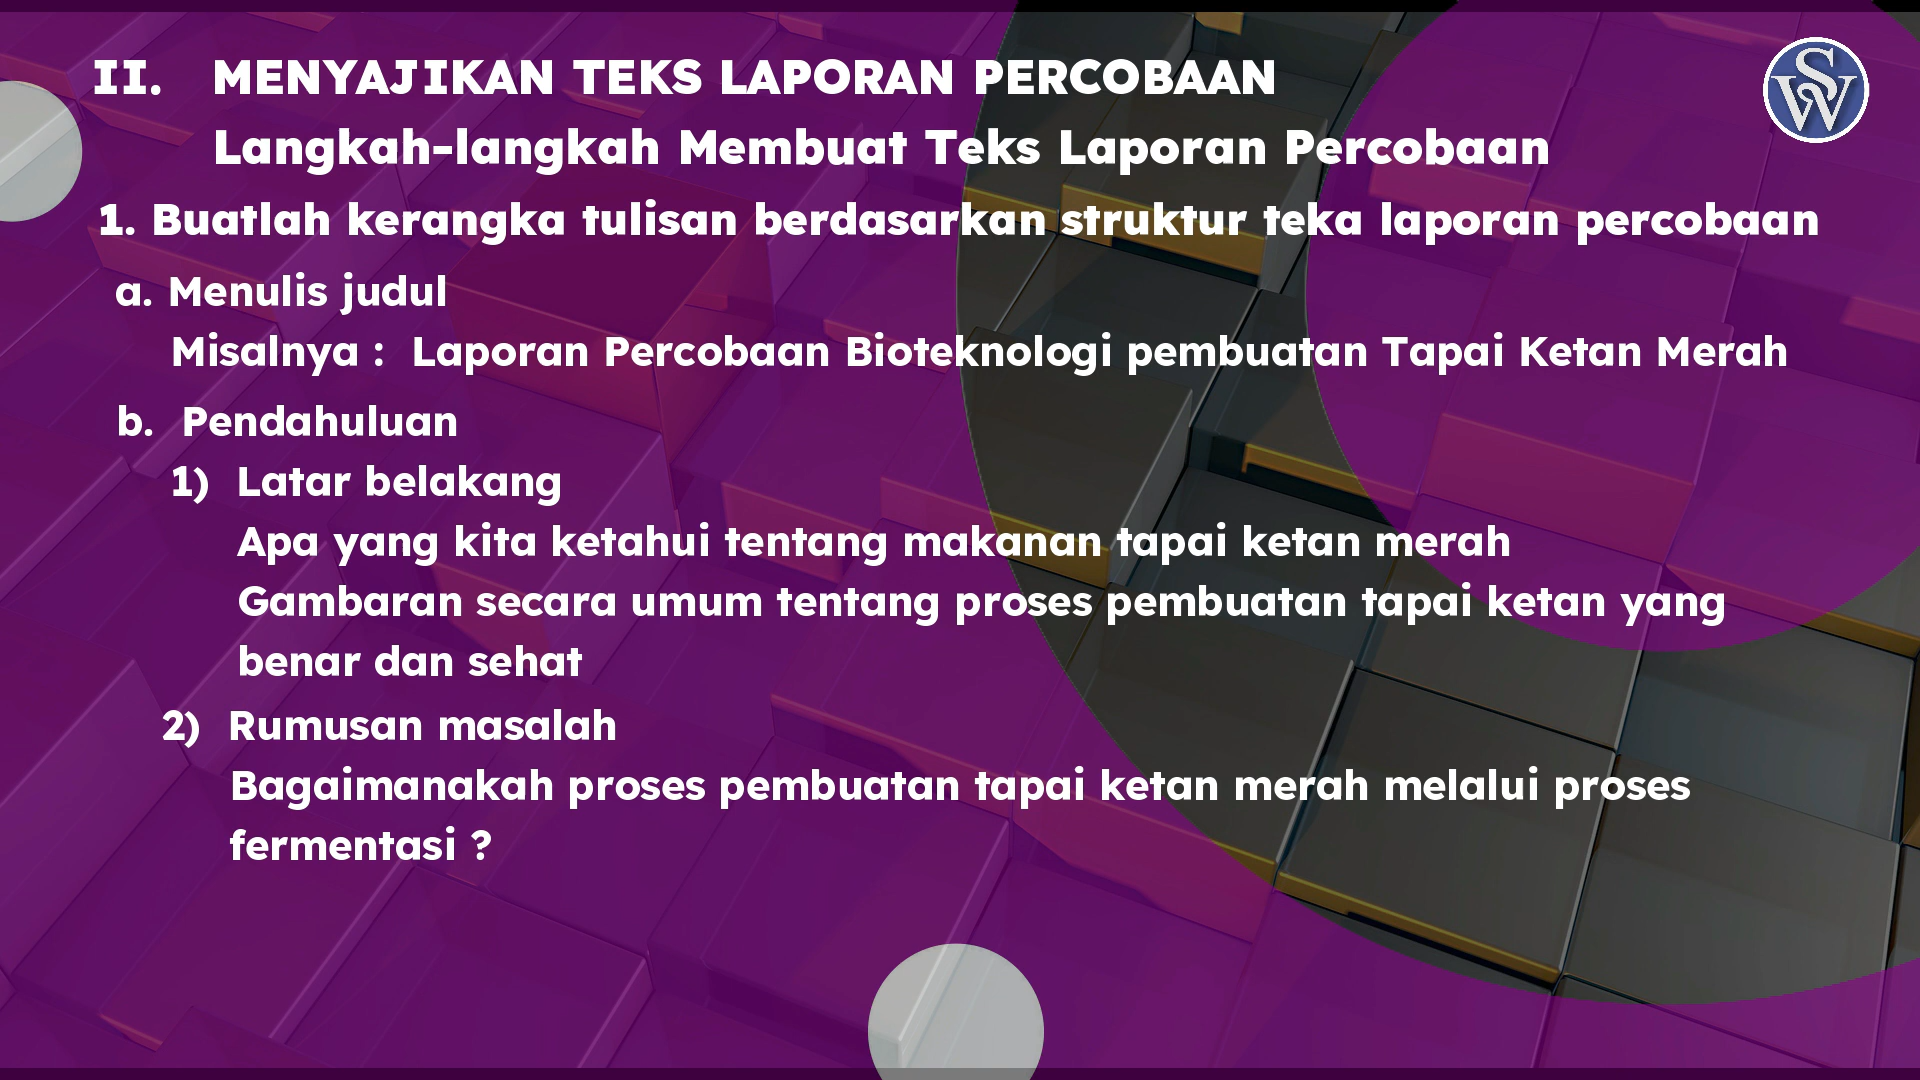 II. MENYAJIKAN TEKS LAPORAN PERCOBAAN
Langkah-langkah Membuat Teks Laporan Percobaan
1. Buatlah kerangka tulisan berdasarkan struktur teka laporan percobaan
a. Menulis judul
Misalnya : Laporan Percobaan Bioteknologi pembuatan Tapai Ketan Merah
b. Pendahuluan
1) Latar belakang
Apa yang kita ketahui tentang makanan tapai ketan merah
Gambaran secara umum tentang proses pembuatan tapai ketan yang
benar dan sehat
2) Rumusan masalah
Bagaimanakah proses pembuatan tapai ketan merah melalui proses
fermentasi ?
SW